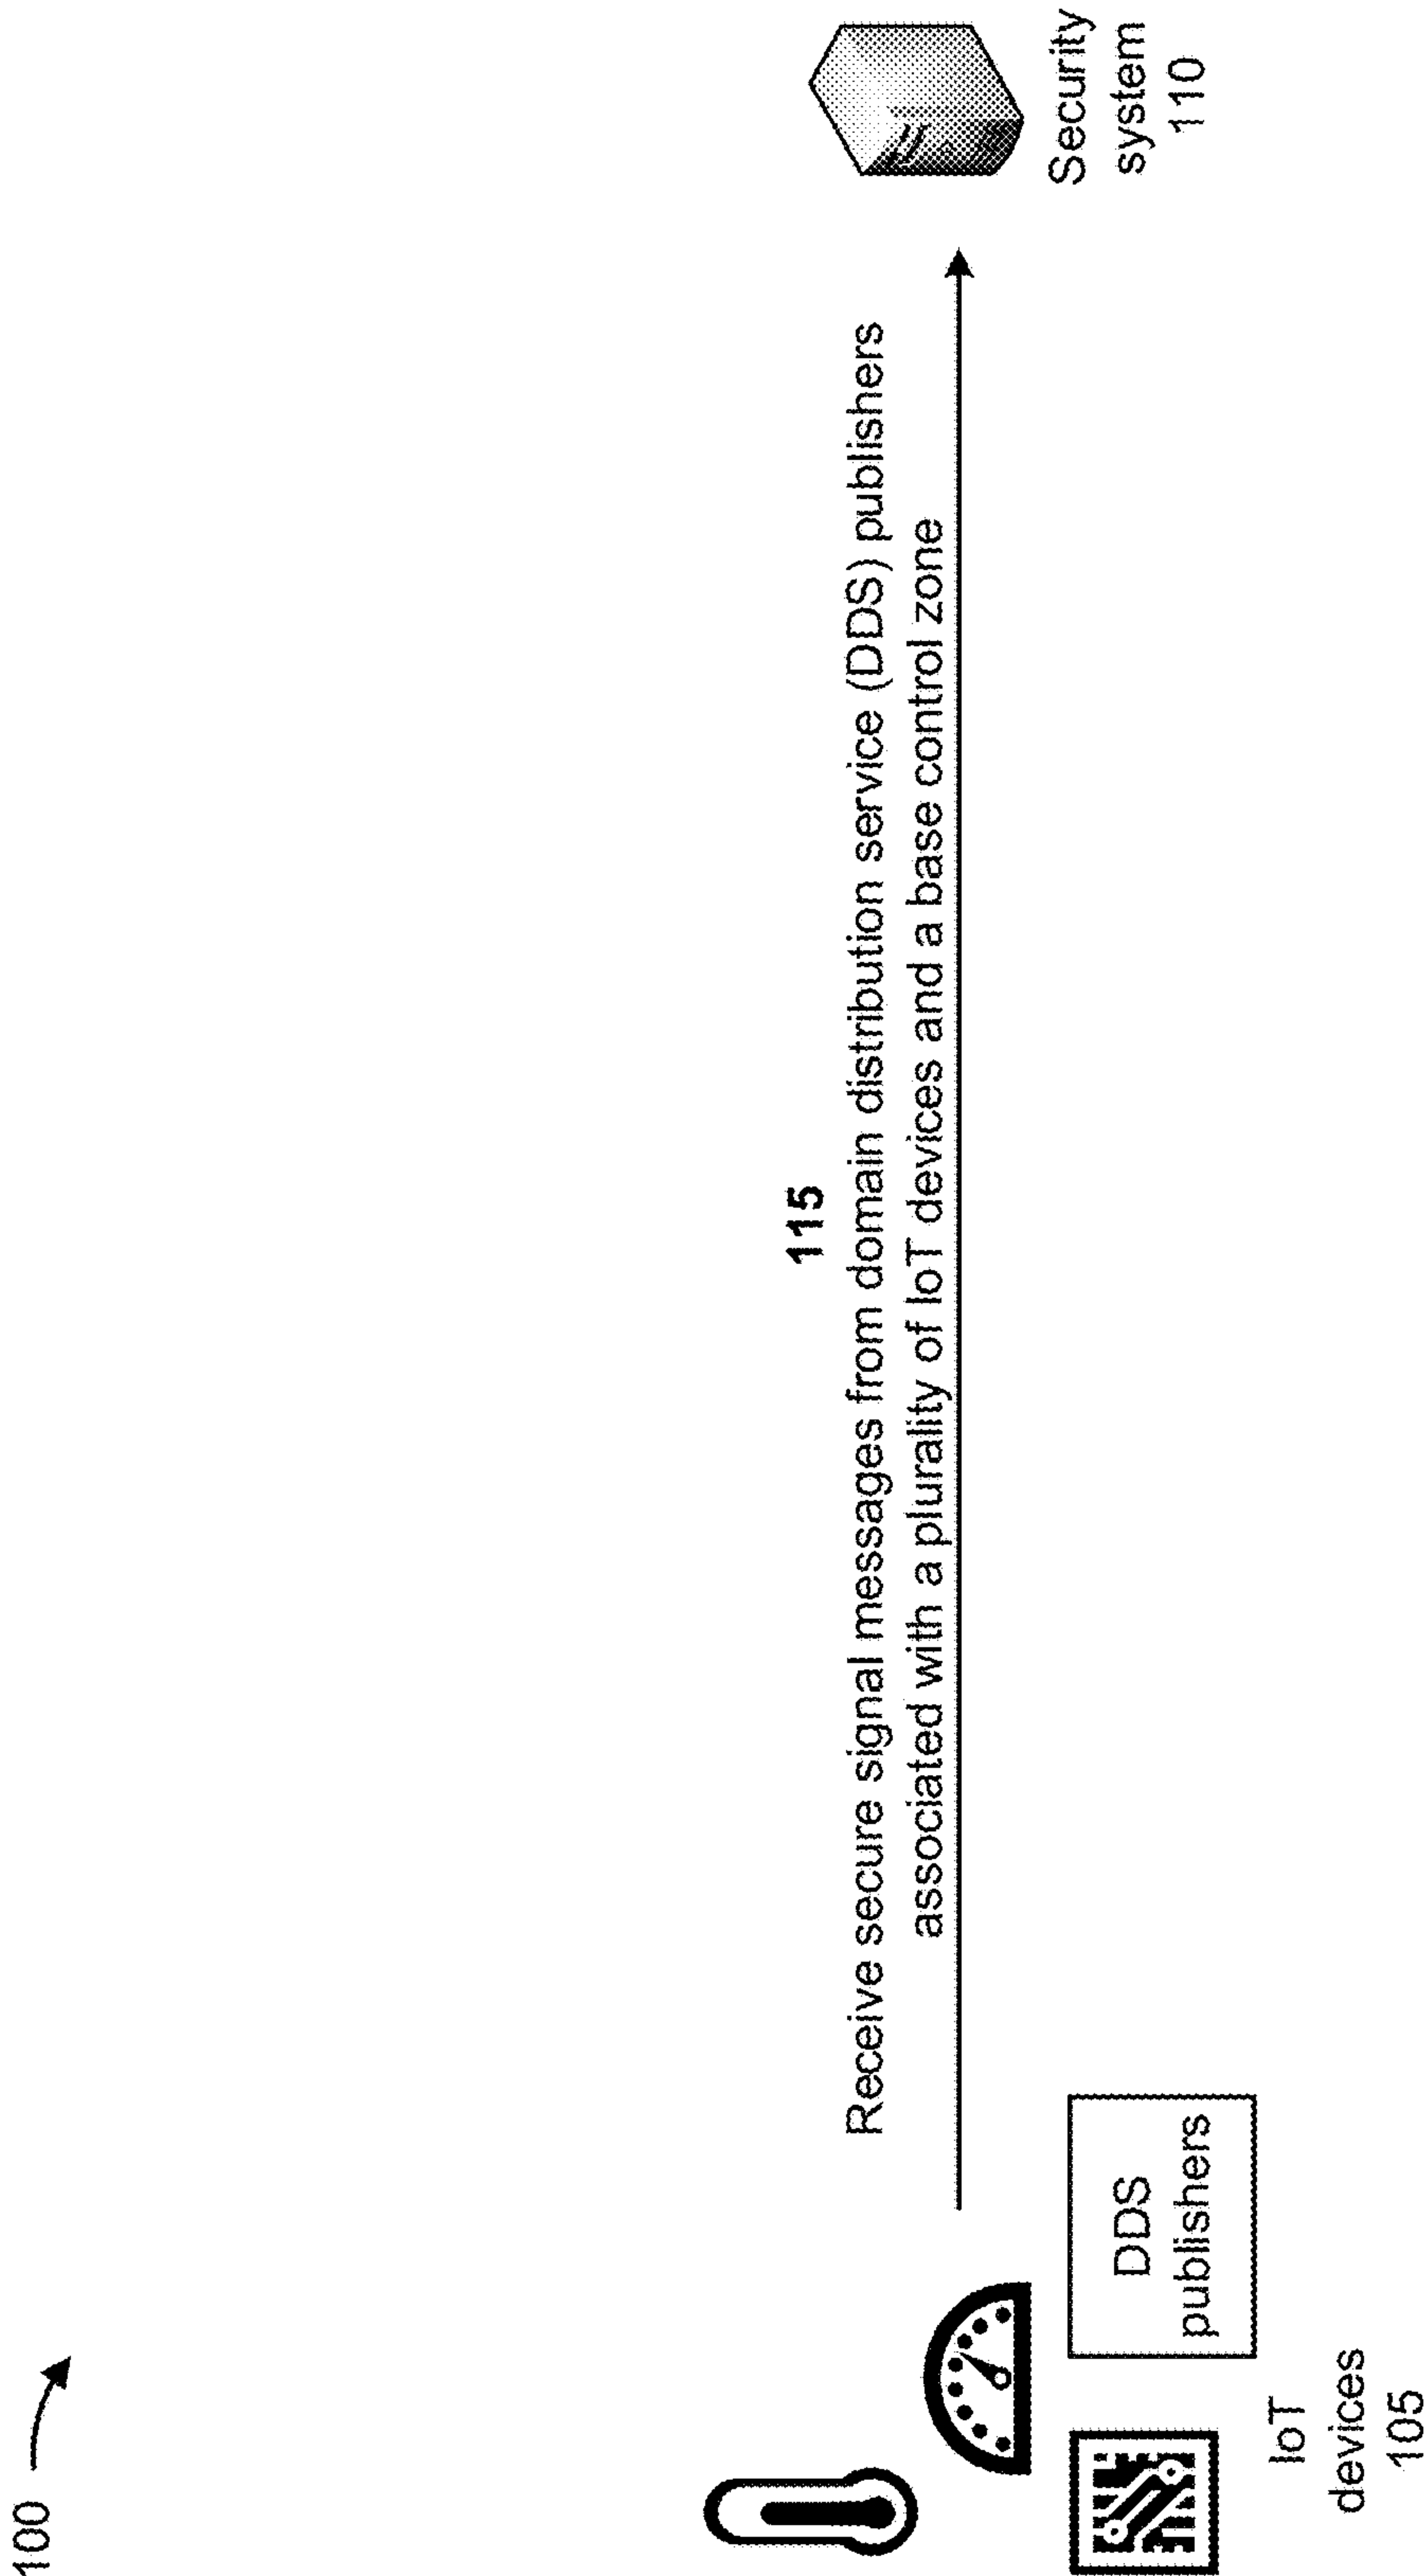 100
115
Receive secure signal messages from domain distribution service (DDS) publishers
associated with a plurality of IoT devices and a base control zone
DDS
publishers
IoT
devices
105
Security
system
110